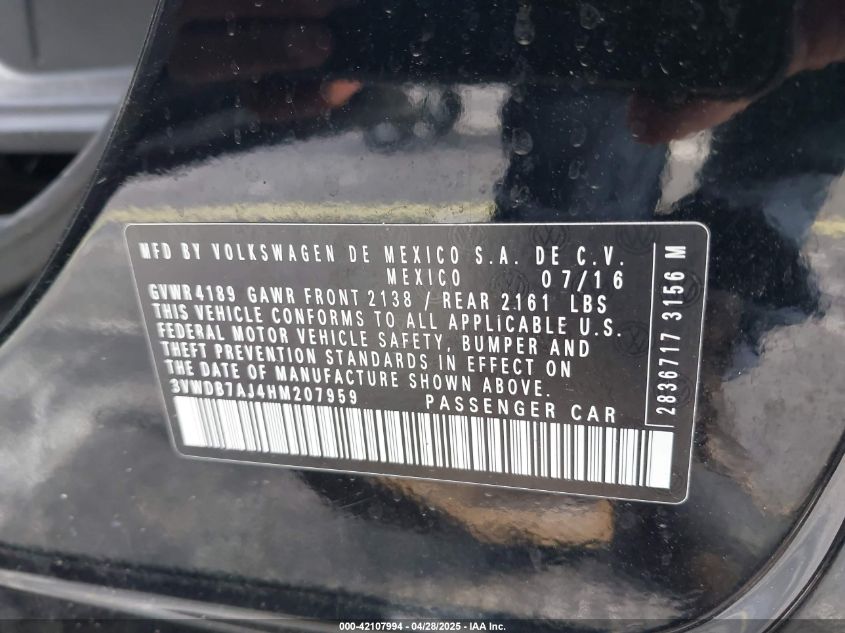 MFD BY VOLKSWAGEN DE MEXICO S.A. DE C.V.
MEXICO 07/16
GVWR 4189 GAWR FRONT 2138 / REAR 2161 LBS
THIS VEHICLE CONFORMS TO ALL APPLICABLE U.S.
FEDERAL MOTOR VEHICLE SAFETY, BUMPER AND
THEFT PREVENTION STANDARDS IN EFFECT ON
THE DATE OF MANUFACTURE SHOWN ABOVE.
3VWDB7AJ4HM207959 PASSENGER CAR
2836717 3156 M
000-42107994 - 04/28/2025 - IAA Inc.